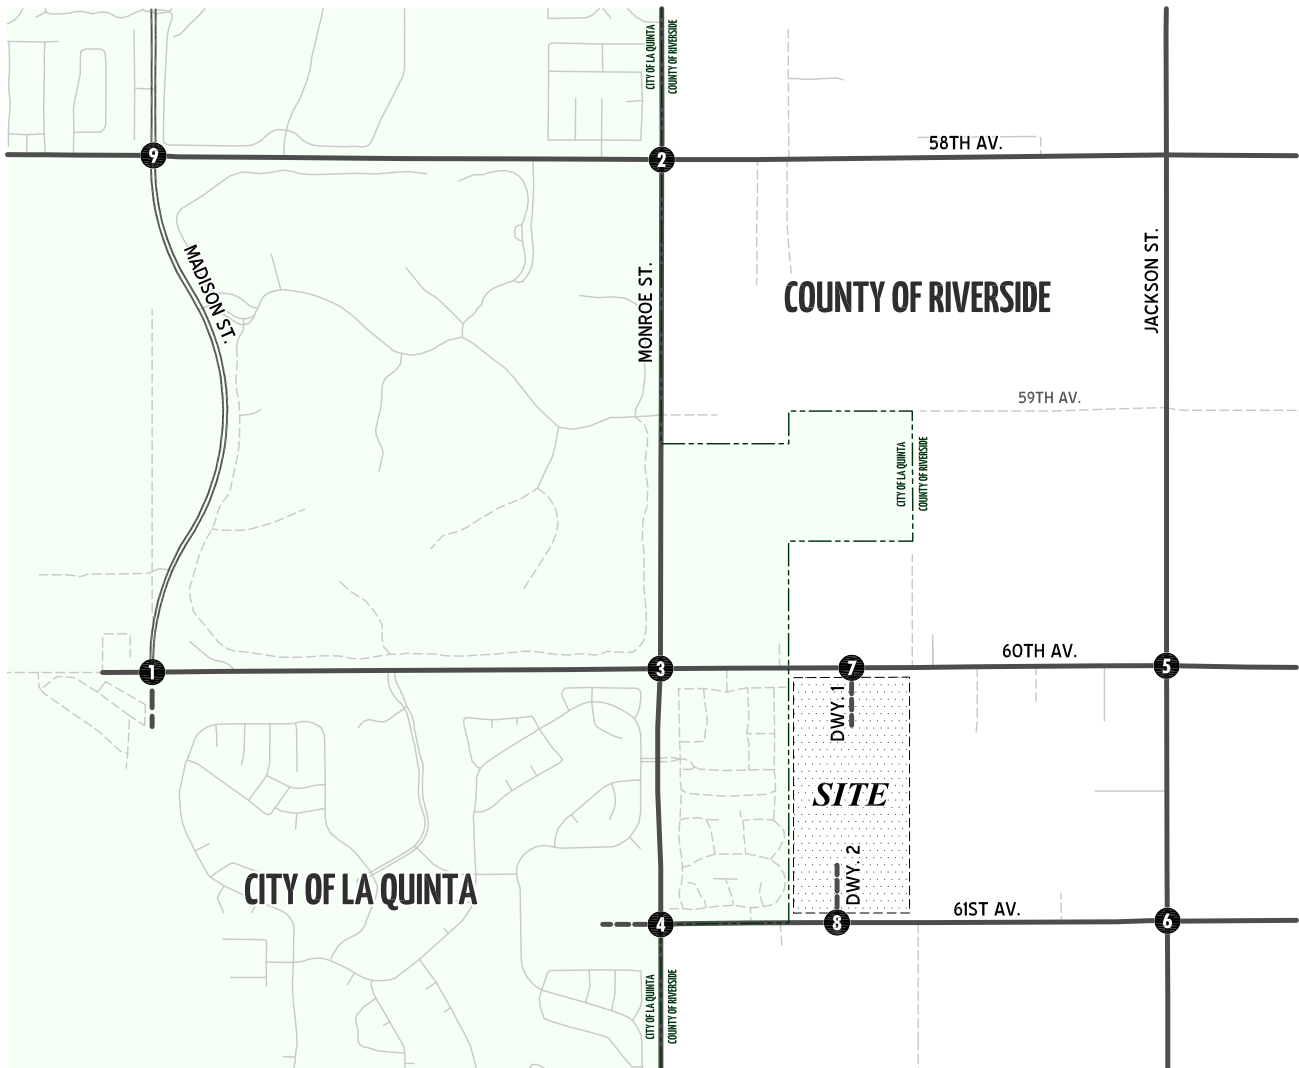 CITY OF LA QUINTA
COUNTY OF RIVERSIDE
58TH AV.
9
2
MADISON ST.
MONROE ST.
JACKSON ST.
COUNTY OF RIVERSIDE
59TH AV.
CITY OF LA QUINTA
COUNTY OF RIVERSIDE
60TH AV.
1
3
7
5
DWY. 1
SITE
DWY. 2
CITY OF LA QUINTA
61ST AV.
4
8
6
CITY OF LA QUINTA
COUNTY OF RIVERSIDE